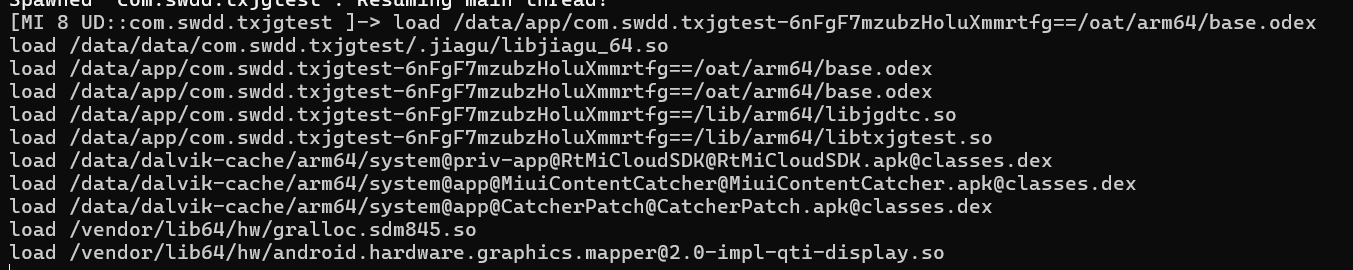 Spawned `com.swdd.txjgtest`. Resuming main thread!
[MI 8 UD::com.swdd.txjgtest ]-> load /data/app/com.swdd.txjgtest-6nFgF7mzubzHoluXmmrtfg==/oat/arm64/base.odex
load /data/data/com.swdd.txjgtest/.jiagu/libjiagu_64.so
load /data/app/com.swdd.txjgtest-6nFgF7mzubzHoluXmmrtfg==/oat/arm64/base.odex
load /data/app/com.swdd.txjgtest-6nFgF7mzubzHoluXmmrtfg==/oat/arm64/base.odex
load /data/app/com.swdd.txjgtest-6nFgF7mzubzHoluXmmrtfg==/lib/arm64/libjgdtc.so
load /data/app/com.swdd.txjgtest-6nFgF7mzubzHoluXmmrtfg==/lib/arm64/libtxjgtest.so
load /data/dalvik-cache/arm64/system@priv-app@RtMiCloudSDK@RtMiCloudSDK.apk@classes.dex
load /data/dalvik-cache/arm64/system@app@MiuiContentCatcher@MiuiContentCatcher.apk@classes.dex
load /data/dalvik-cache/arm64/system@app@CatcherPatch@CatcherPatch.apk@classes.dex
load /vendor/lib64/hw/gralloc.sdm845.so
load /vendor/lib64/hw/android.hardware.graphics.mapper@2.0-impl-qti-display.so